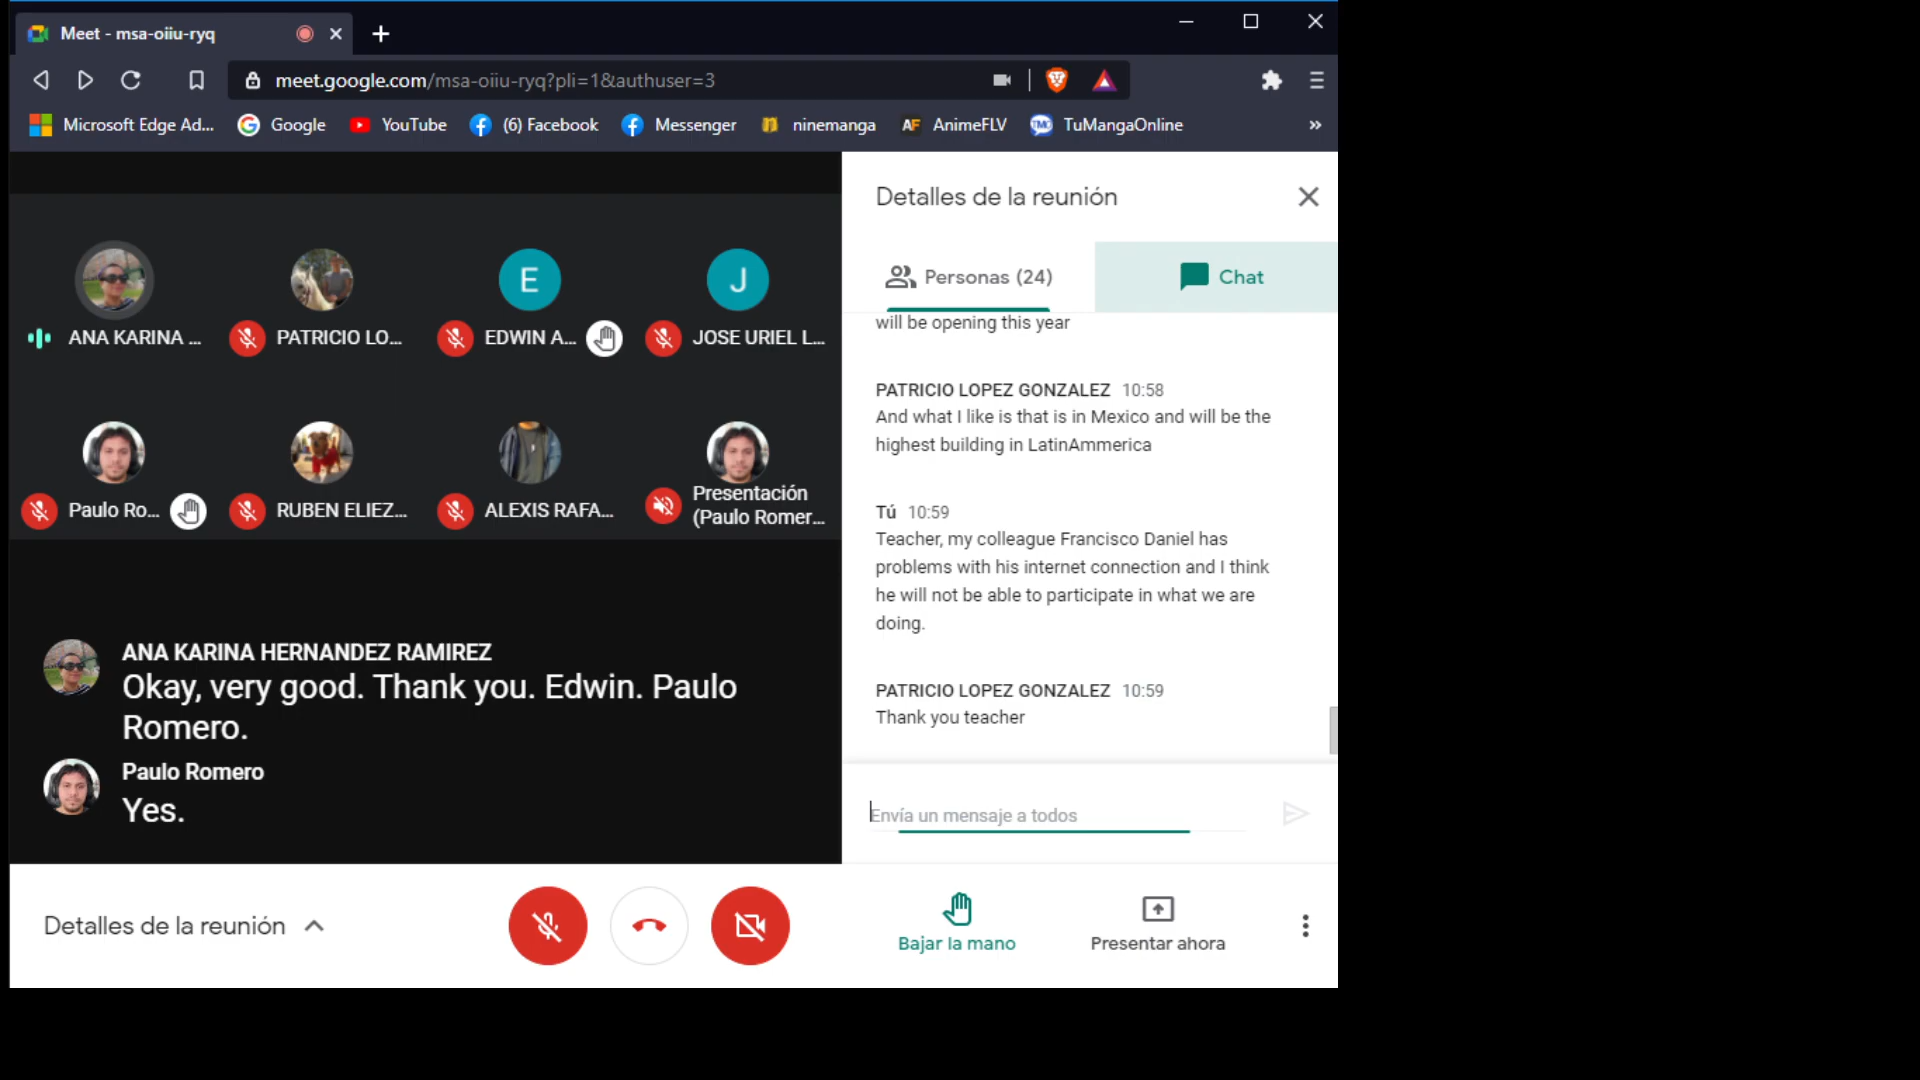 Meet - msa-oiiu-ryq
meet.google.com/msa-oiiu-ryq?pli=1&authuser=3
Microsoft Edge Ad... Google YouTube (6) Facebook Messenger ninemanga AF AnimeFLV TMO TuMangaOnline »
ANA KARINA ... PATRICIO LO... E EDWIN A... J JOSE URIEL L...
Paulo Ro... RUBEN ELIEZ... ALEXIS RAFA... Presentación
(Paulo Romer...
ANA KARINA HERNANDEZ RAMIREZ
Okay, very good. Thank you. Edwin. Paulo
Romero.
Paulo Romero
Yes.
Detalles de la reunión
Personas (24) Chat
will be opening this year
PATRICIO LOPEZ GONZALEZ 10:58
And what I like is that is in Mexico and will be the
highest building in LatinAmmerica
Tú 10:59
Teacher, my colleague Francisco Daniel has
problems with his internet connection and I think
he will not be able to participate in what we are
doing.
PATRICIO LOPEZ GONZALEZ 10:59
Thank you teacher
Envía un mensaje a todos
Detalles de la reunión
Bajar la mano
Presentar ahora